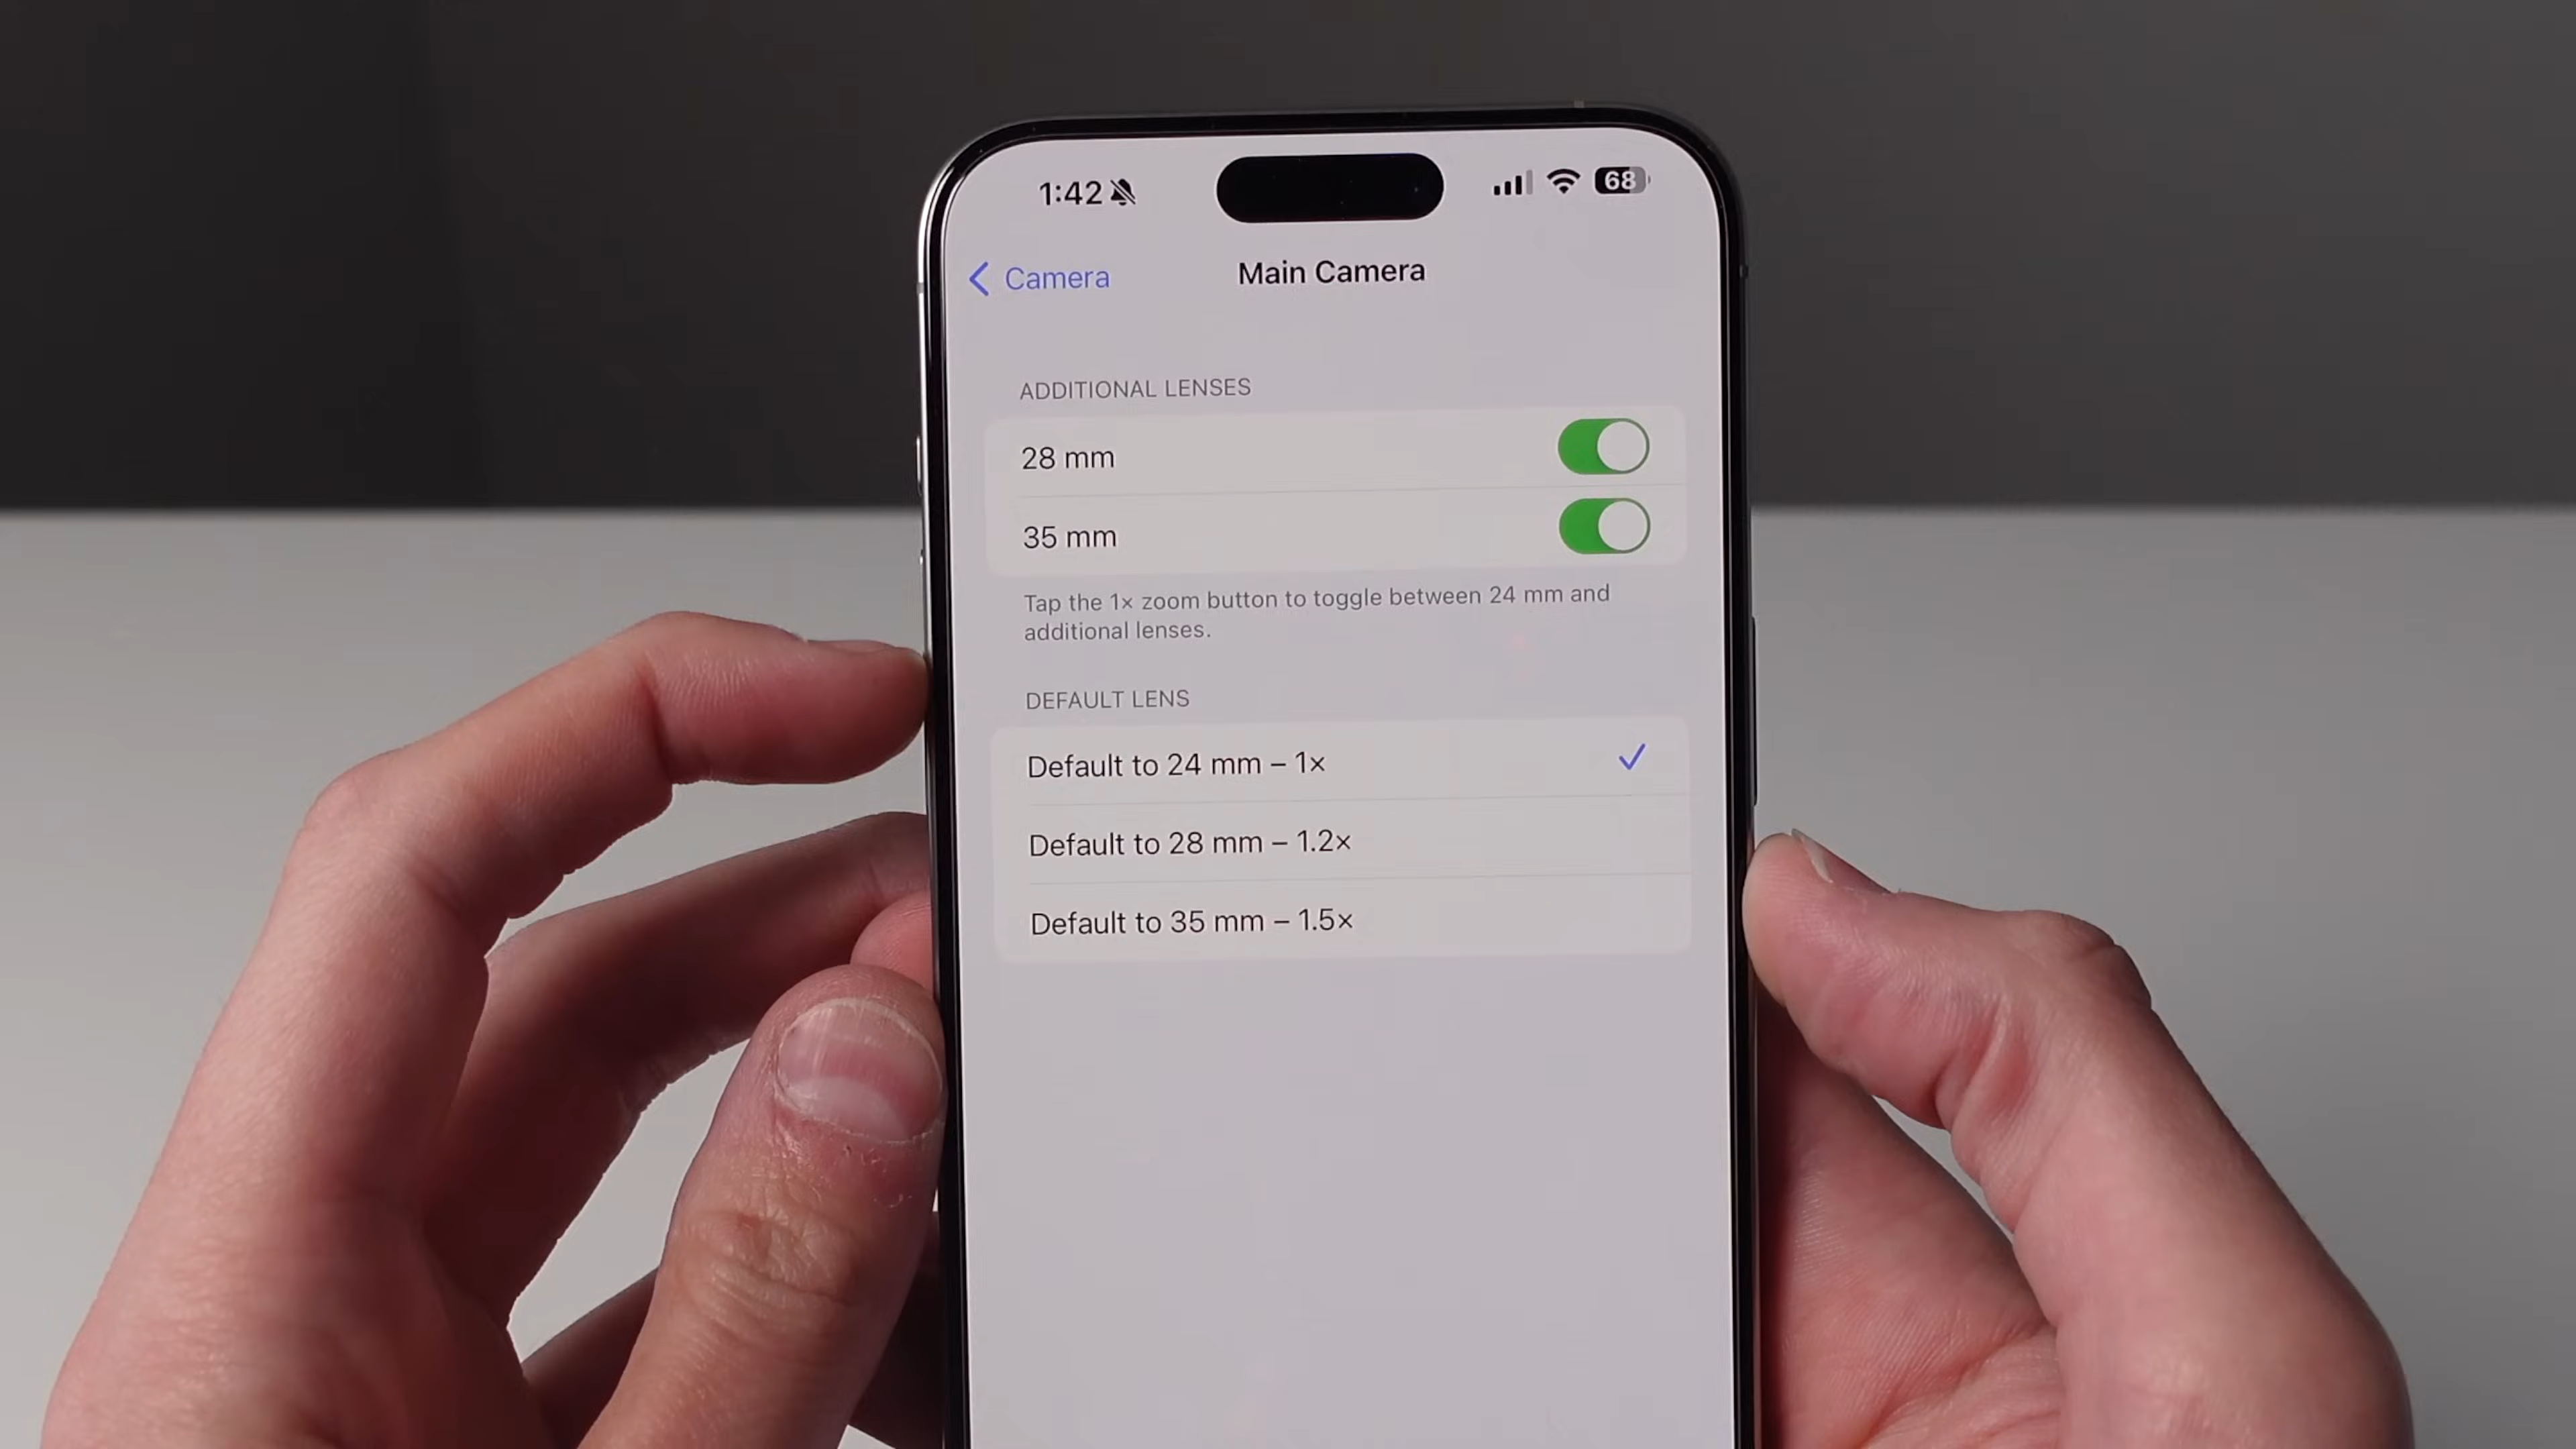 1:42
68
Camera
Main Camera
ADDITIONAL LENSES
28 mm
35 mm
Tap the 1× zoom button to toggle between 24 mm and
additional lenses.
DEFAULT LENS
Default to 24 mm – 1×
Default to 28 mm – 1.2×
Default to 35 mm – 1.5×